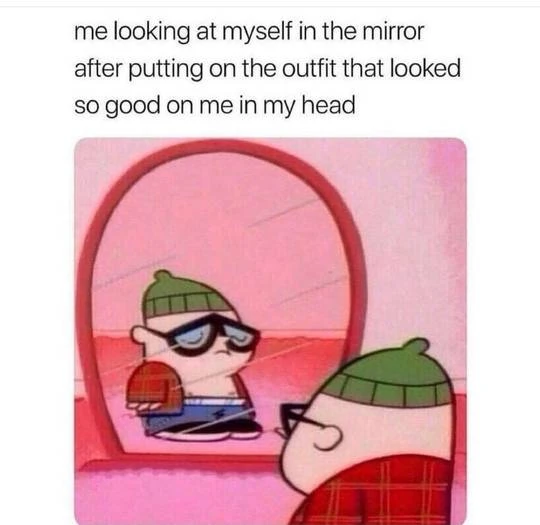 me looking at myself in the mirror
after putting on the outfit that looked
so good on me in my head